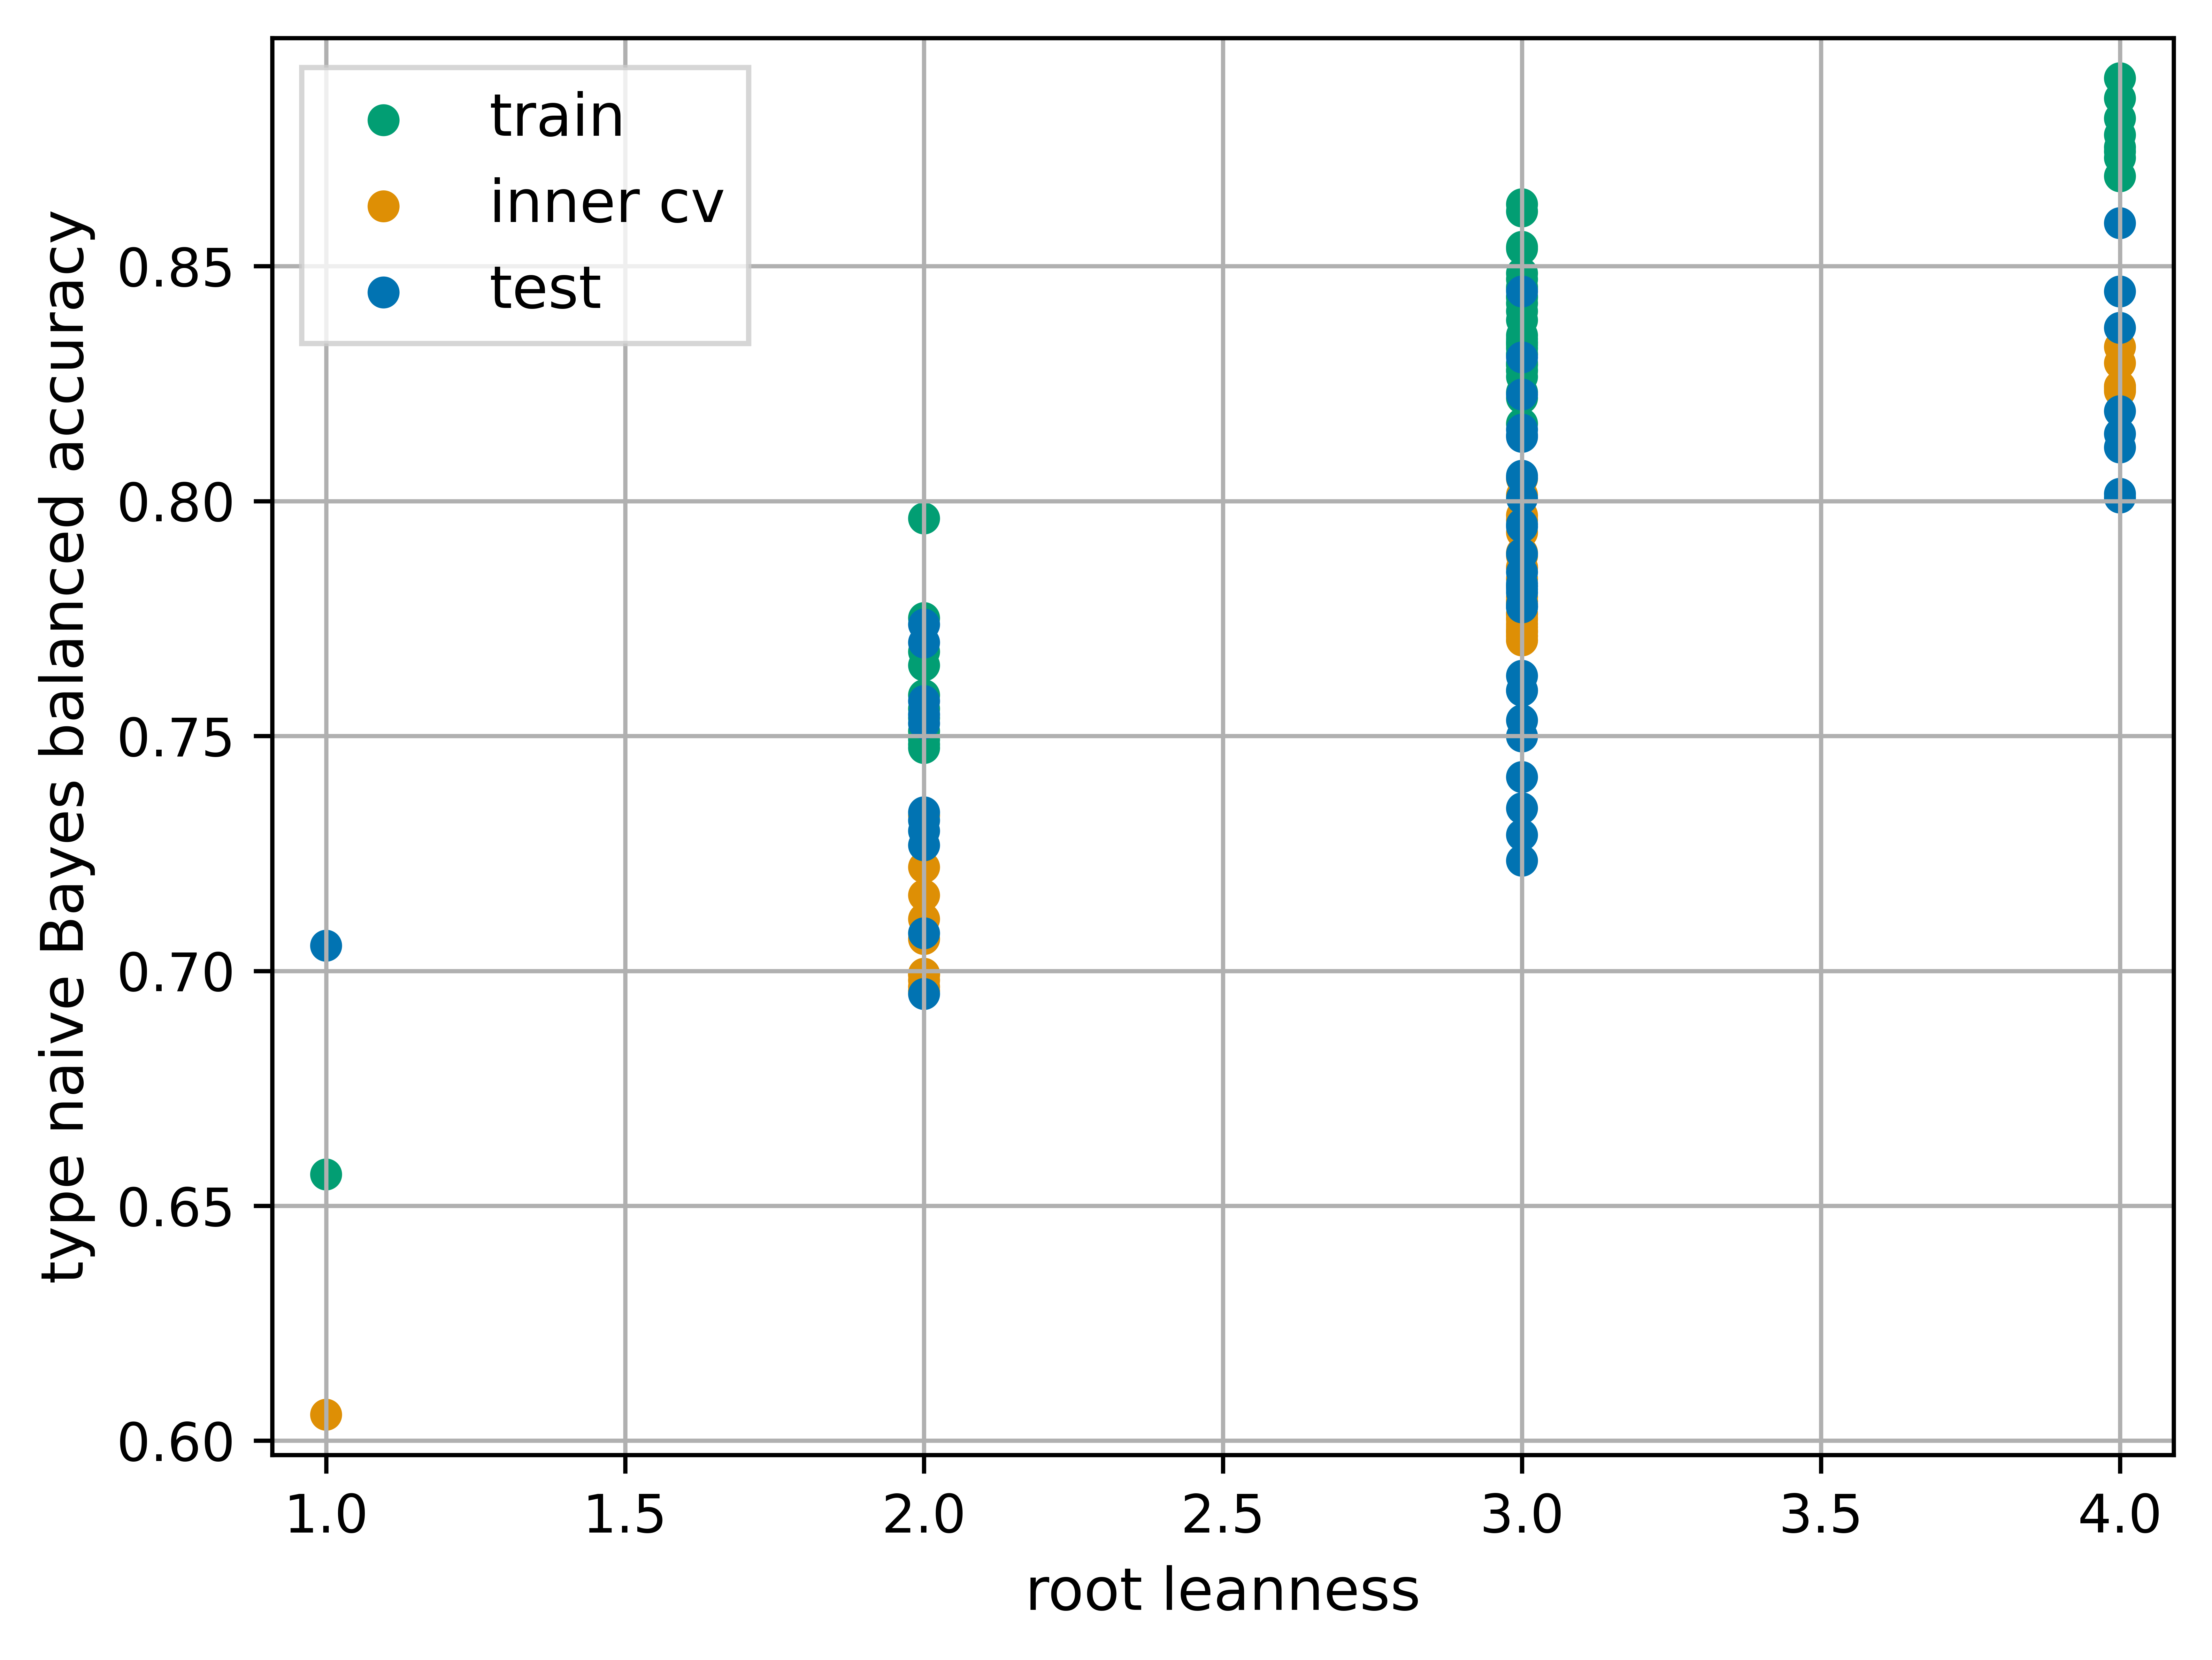 train
inner cv
test
type naive Bayes balanced accuracy
0.85
0.80
0.75
0.70
0.65
0.60
1.0 1.5 2.0 2.5 3.0 3.5 4.0
root leanness